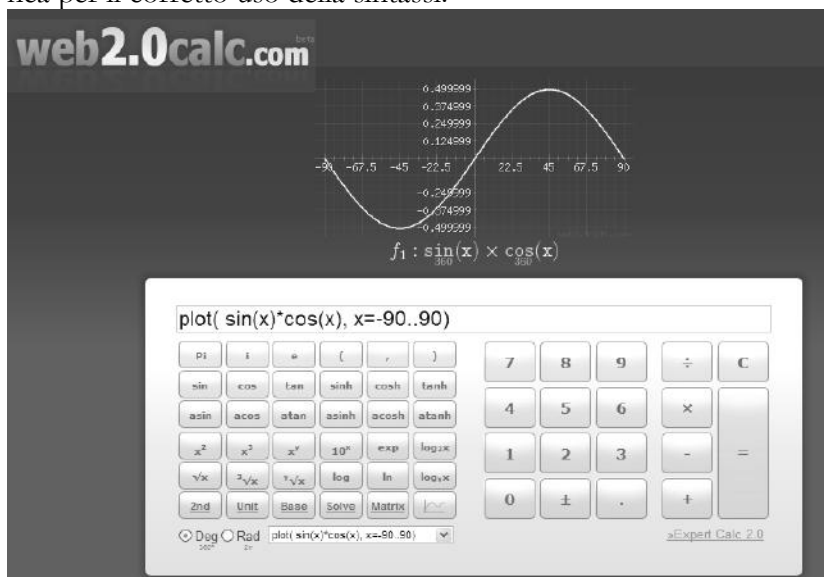 nea per il corretto uso della sintassi.
web2.0calc.com beta
0.499999
0.374999
0.249999
0.124999
-90 -67.5 -45 -22.5 22.5 45 67.5 90
-0.249999
-0.374999
-0.499999
f₁ : sin(x) × cos(x)
360 360
plot( sin(x)*cos(x), x=-90..90)
Pi i e ( , ) 7 8 9 ÷ C
sin cos tan sinh cosh tanh
asin acos atan asinh acosh atanh 4 5 6 ×
x² x³ xʸ 10ˣ exp log₂x 1 2 3 - =
√x ³√x ʸ√x log ln logᵧx
2nd Unit Base Solve Matrix 0 ± . +
Deg Rad plot( sin(x)*cos(x), x=-90..90) »Expert Calc 2.0
360° 2π